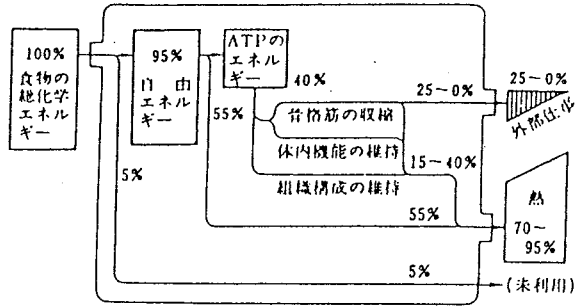 100%
食物の
総化学
エネル
ギー
95%
自由
エネル
ギー
ATPの
エネル
ギー
40%
55%
5%
骨格筋の収縮
体内機能の維持
組織構成の維持
25-0%
15-40%
55%
5%
25-0%
外部仕事
熱
70-
95%
(未利用)